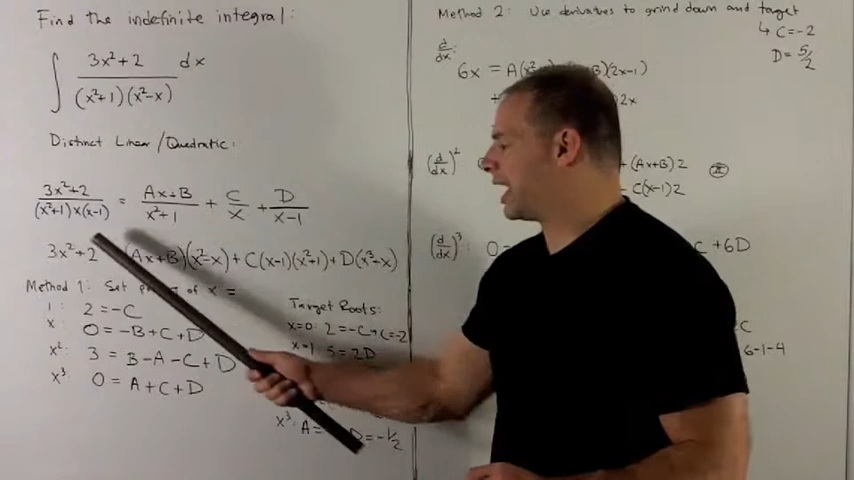 Find the indefinite integral:
∫ 3x²+2 / (x²+1)(x²-x) dx
Distinct Linear/Quadratic:
3x²+2 / (x²+1)x(x-1) = Ax+B / x²+1 + C / x + D / x-1
3x²+2 (Ax+B)(x²-x)+C(x-1)(x²+1)+D(x³+x)
Method 1: Set of x =
1: 2=-C
x: 0=-B+C+D
x²: 3=B-A-C+D
x³: 0=A+C+D
Target Roots:
x=0: 2=-C → C=-2
x=1 5=2D
x³: A= D=-1/2
Method 2: Use derivatives to grind down and target
↳ C=-2
D=5/2
d/dx: 6x = A(x² )(2x-1)
+ 2x
(d/dx)² +(Ax+B)2
C(x-1)2
(d/dx)³: 0= C+6D
C
6-1-4